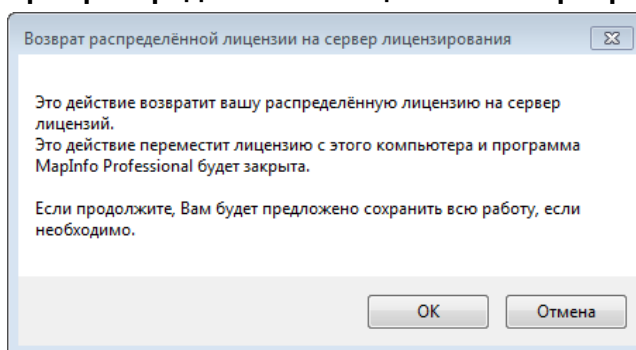 Возврат распределённой лицензии на сервер лицензирования
Это действие возвратит вашу распределённую лицензию на сервер
лицензий.
Это действие переместит лицензию с этого компьютера и программа
MapInfo Professional будет закрыта.
Если продолжите, Вам будет предложено сохранить всю работу, если
необходимо.
ОК
Отмена